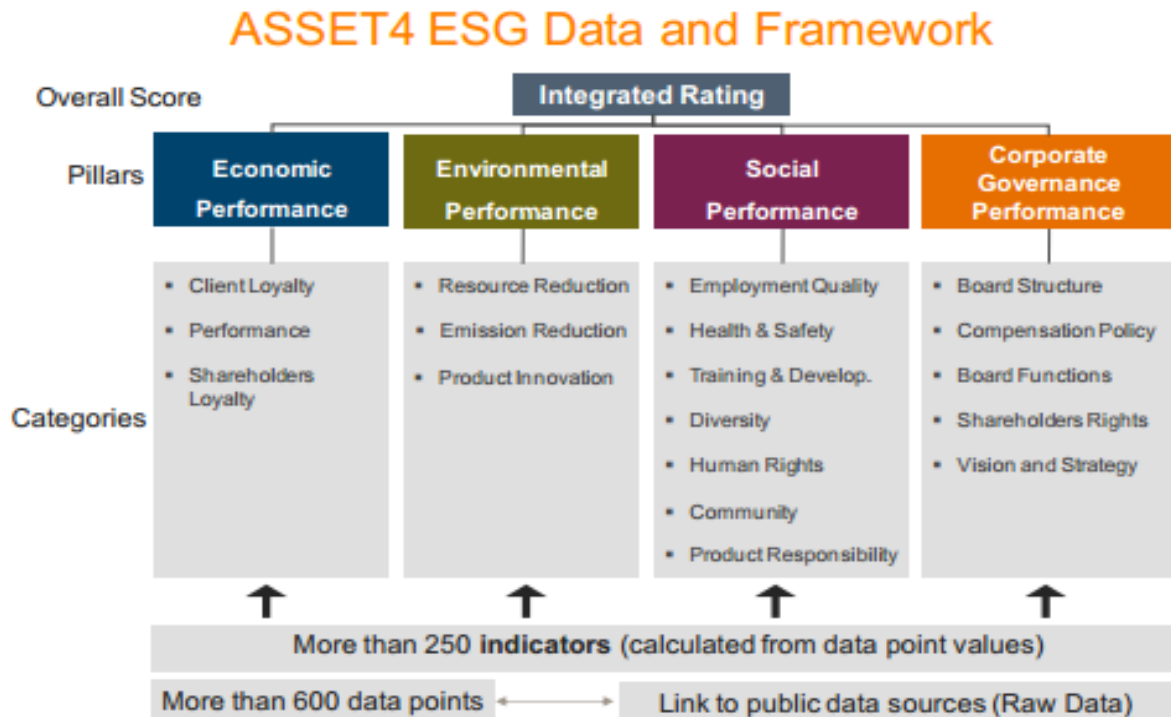 ASSET4 ESG Data and Framework
Overall Score
Integrated Rating
Pillars
Economic
Performance
Environmental
Performance
Social
Performance
Corporate
Governance
Performance
Categories
▪ Client Loyalty
▪ Performance
▪ Shareholders
Loyalty
▪ Resource Reduction
▪ Emission Reduction
▪ Product Innovation
▪ Employment Quality
▪ Health & Safety
▪ Training & Develop.
▪ Diversity
▪ Human Rights
▪ Community
▪ Product Responsibility
▪ Board Structure
▪ Compensation Policy
▪ Board Functions
▪ Shareholders Rights
▪ Vision and Strategy
More than 250 indicators (calculated from data point values)
More than 600 data points
Link to public data sources (Raw Data)